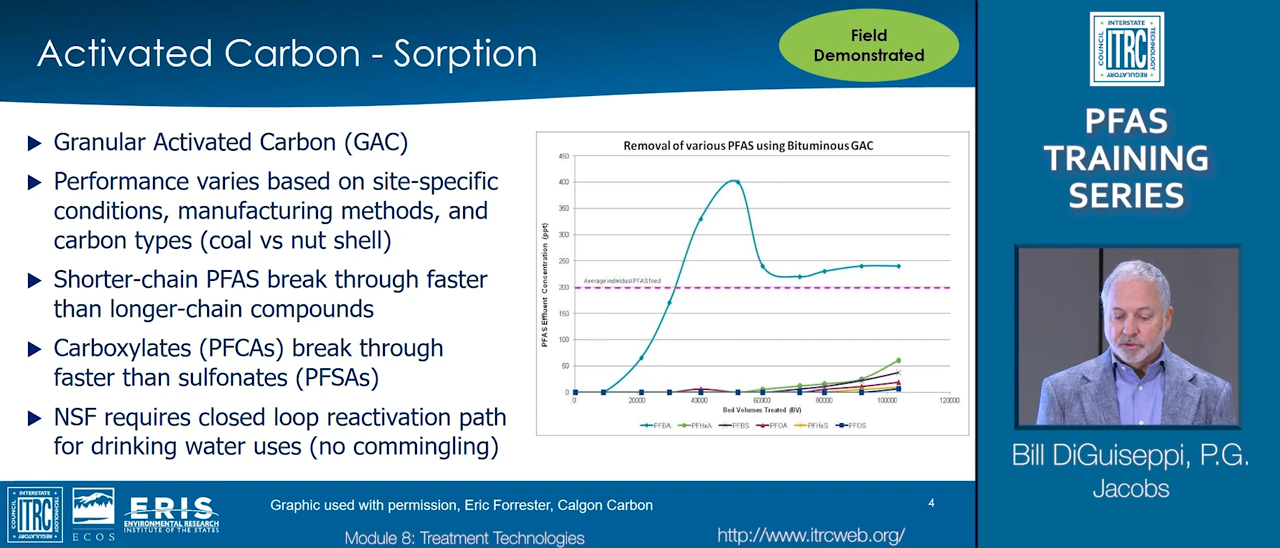 Activated Carbon - Sorption
Field
Demonstrated
Granular Activated Carbon (GAC)
Performance varies based on site-specific
conditions, manufacturing methods, and
carbon types (coal vs nut shell)
Shorter-chain PFAS break through faster
than longer-chain compounds
Carboxylates (PFCAs) break through
faster than sulfonates (PFSAs)
NSF requires closed loop reactivation path
for drinking water uses (no commingling)
Removal of various PFAS using Bituminous GAC
PFAS Effluent Concentration (ppt)
450
400
350
300
250
200
150
100
50
0
Average individual PFAS feed
0 20000 40000 60000 80000 100000 120000
Bed Volumes Treated (BV)
PFBA PFHxA PFBS PFOA PFHxS PFOS
INTERSTATE
COUNCIL
ITRC
TECHNOLOGY
REGULATORY
ECOS
ERIS
ENVIRONMENTAL RESEARCH
INSTITUTE OF THE STATES
Graphic used with permission, Eric Forrester, Calgon Carbon
4
Module 8: Treatment Technologies
http://www.itrcweb.org/
INTERSTATE
COUNCIL
ITRC
TECHNOLOGY
REGULATORY
PFAS
TRAINING
SERIES
Bill DiGuiseppi, P.G.
Jacobs